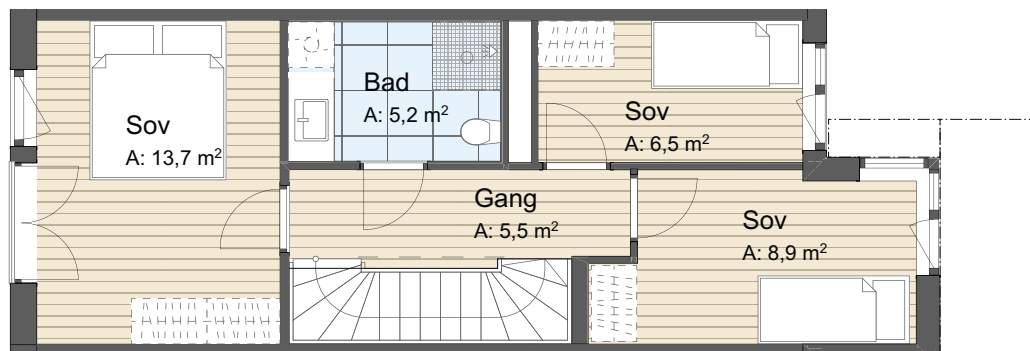 Sov
A: 13,7 m²
Bad
A: 5,2 m²
Sov
A: 6,5 m²
Gang
A: 5,5 m²
Sov
A: 8,9 m²